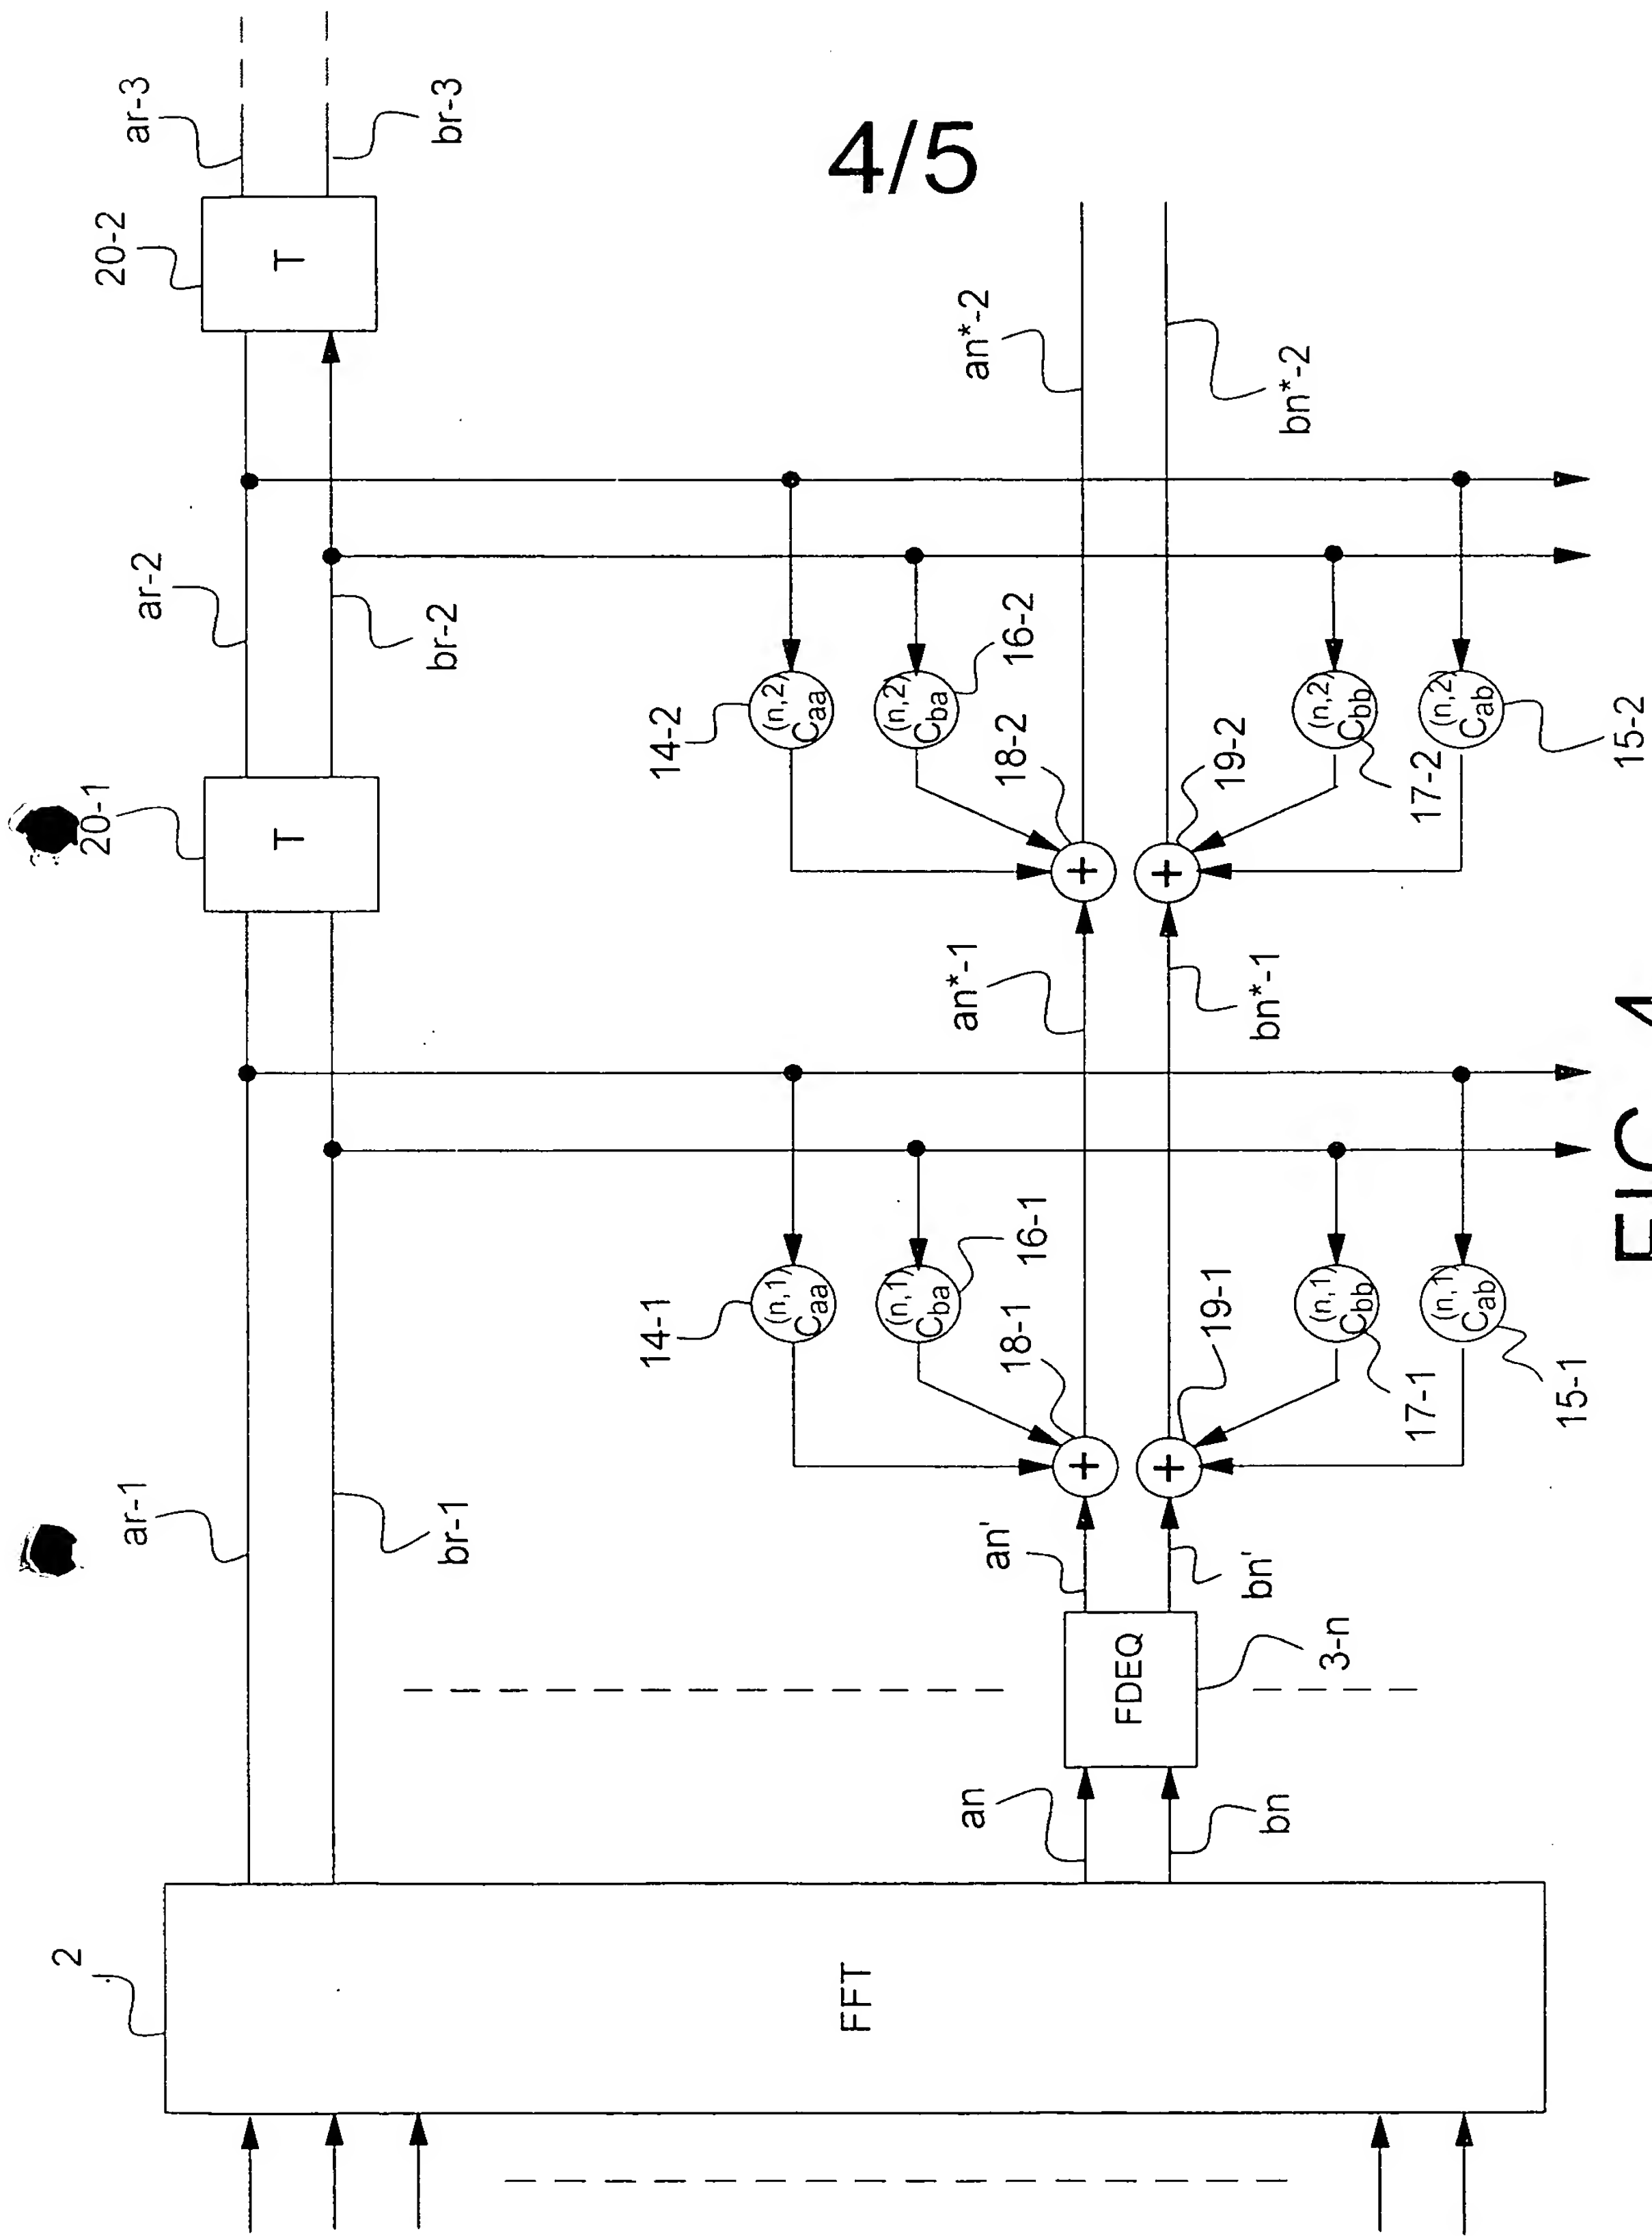 4/5
ar-3
br-3
20-2
T
ar-2
br-2
20-1
T
ar-1
br-1
an*-2
bn*-2
14-2
Caa(n,2)
16-2
Cba(n,2)
18-2
+
19-2
+
Cbb(n,2)
17-2
Cab(n,2)
15-2
an*-1
bn*-1
14-1
Caa(n,1)
16-1
Cba(n,1)
18-1
+
19-1
+
Cbb(n,1)
17-1
Cab(n,1)
15-1
an'
bn'
FDEQ
3-n
an
bn
2
FFT